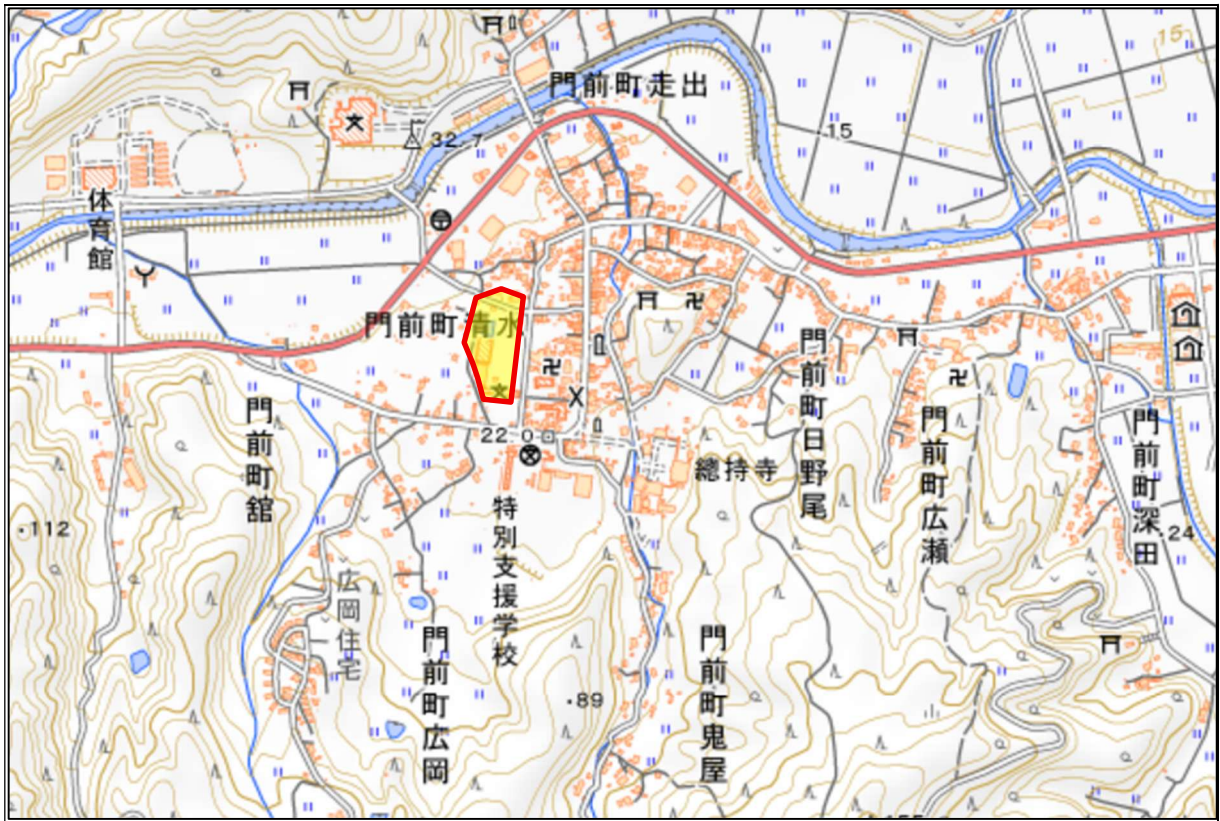 15
門前町走出
15
32.7
体育館
門前町清水
門前町日野尾
門前町舘
22.0
門前町広瀬
門前町深田
總持寺
特別支援学校
・112
・24
広岡住宅
門前町広岡
門前町鬼屋
・89